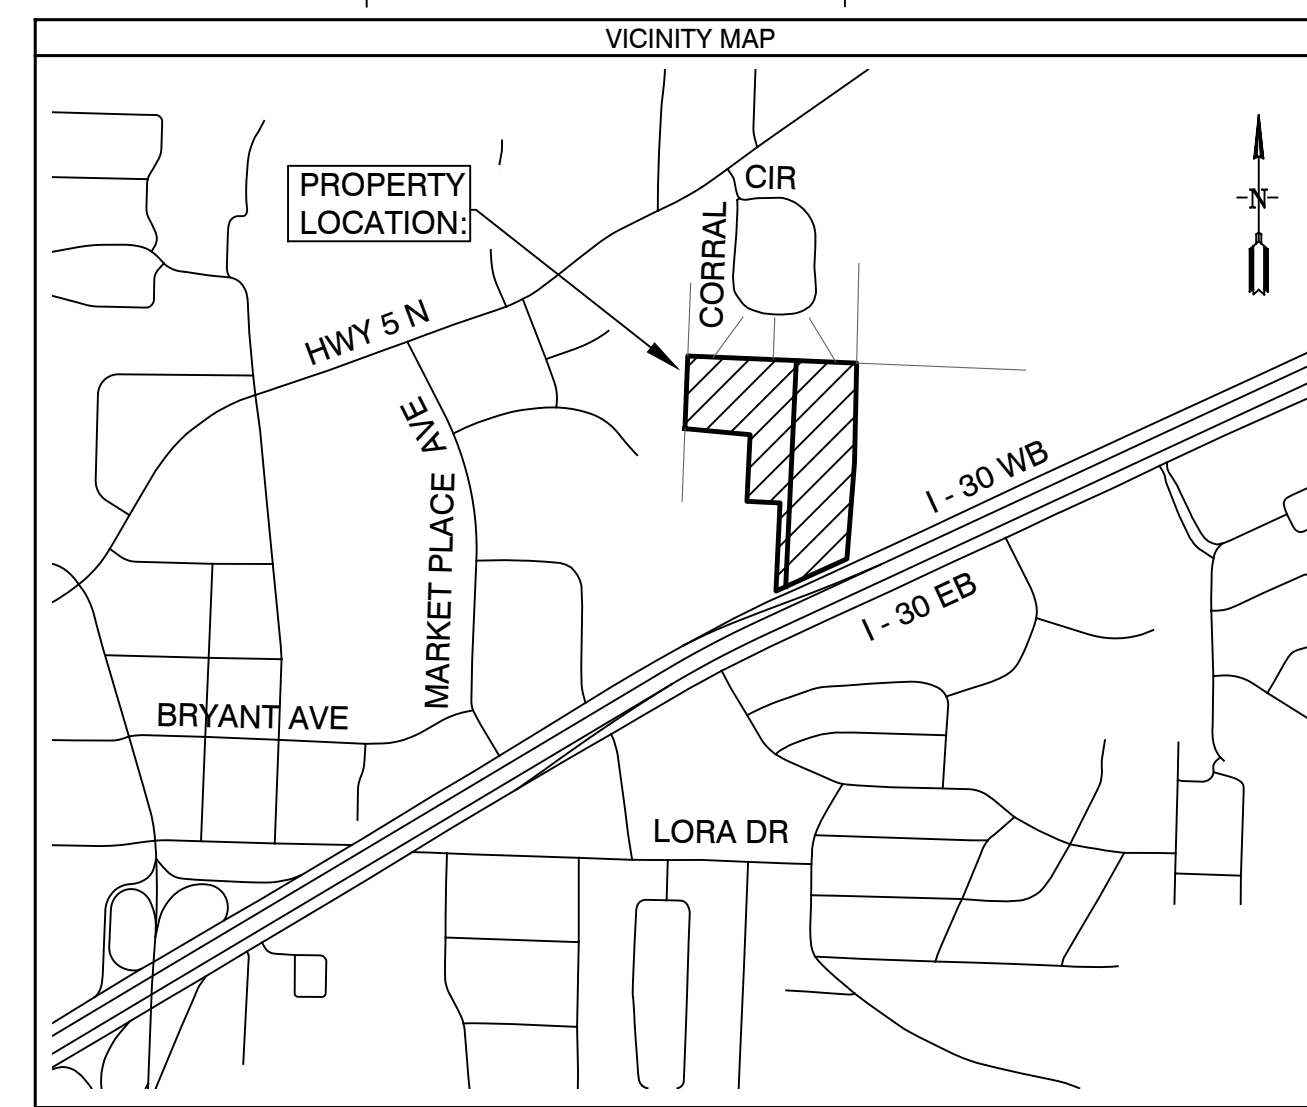 VICINITY MAP
PROPERTY
LOCATION:
CIR
CORRAL
N
HWY 5 N
MARKET PLACE AVE
I - 30 WB
I - 30 EB
BRYANT AVE
LORA DR